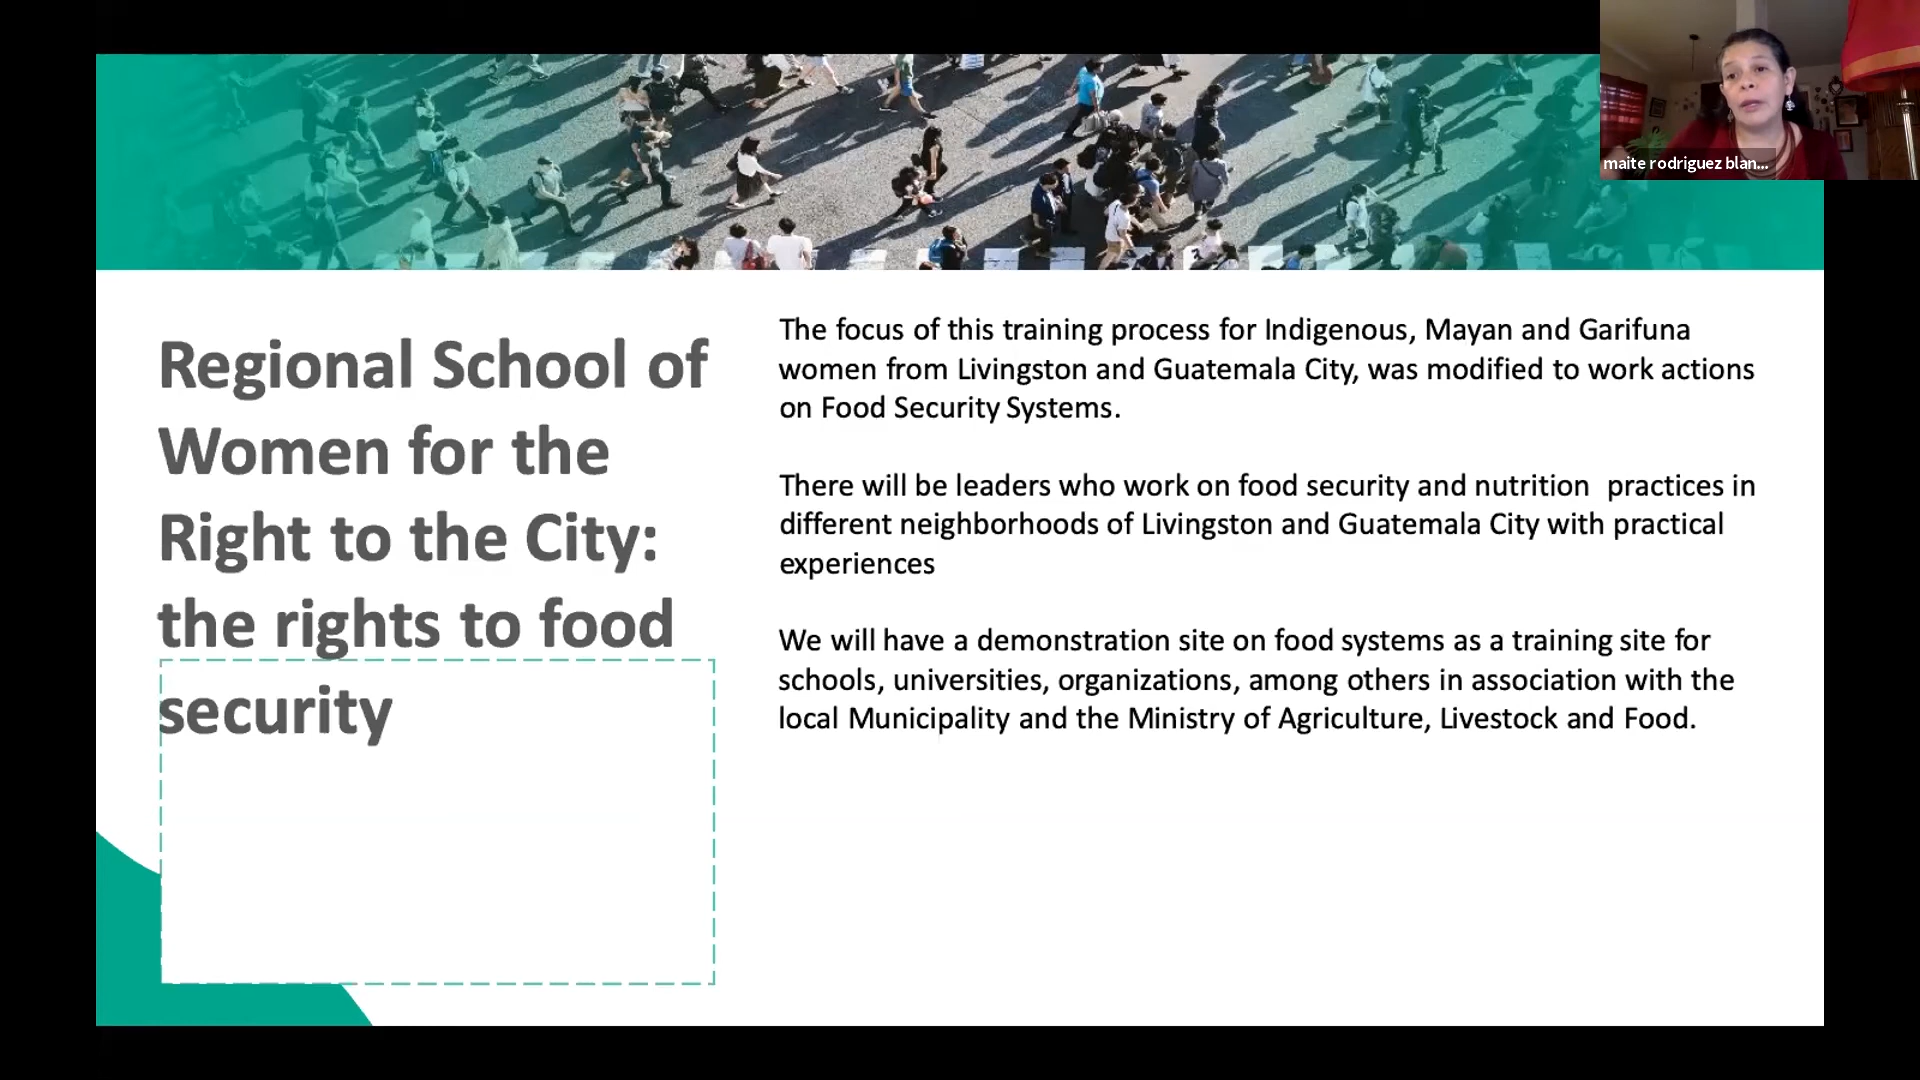 maite rodriguez blan...
Regional School of
Women for the
Right to the City:
the rights to food
security
The focus of this training process for Indigenous, Mayan and Garifuna
women from Livingston and Guatemala City, was modified to work actions
on Food Security Systems.
There will be leaders who work on food security and nutrition  practices in
different neighborhoods of Livingston and Guatemala City with practical
experiences
We will have a demonstration site on food systems as a training site for
schools, universities, organizations, among others in association with the
local Municipality and the Ministry of Agriculture, Livestock and Food.